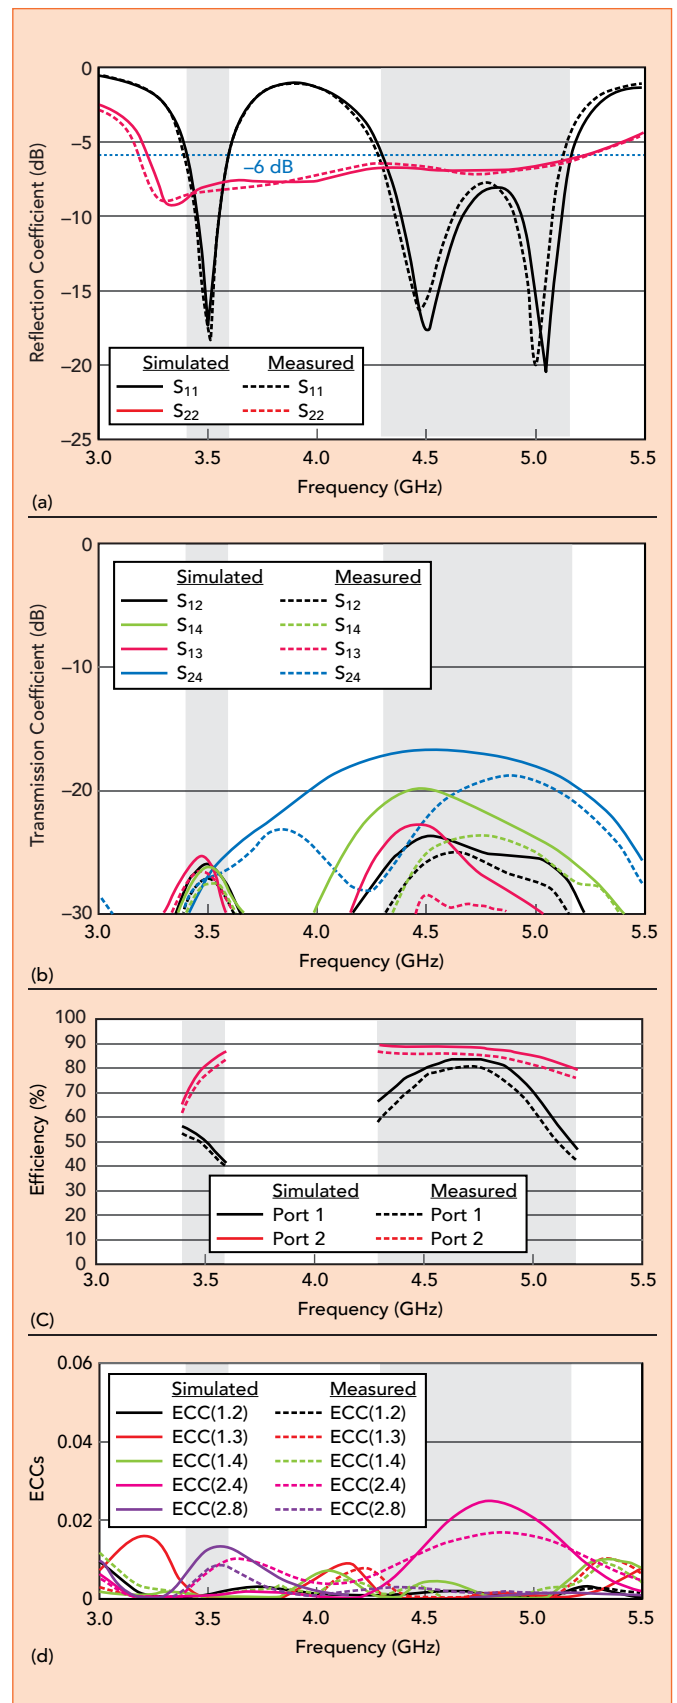 0
−5
−10
−15
−20
−25
Reflection Coefficient (dB)
−6 dB
Simulated Measured
S11 S11
S22 S22
3.0 3.5 4.0 4.5 5.0 5.5
Frequency (GHz)
(a)
0
−10
−20
−30
Transmission Coefficient (dB)
Simulated Measured
S12 S12
S14 S14
S13 S13
S24 S24
3.0 3.5 4.0 4.5 5.0 5.5
Frequency (GHz)
(b)
100
90
80
70
60
50
40
30
20
10
0
Efficiency (%)
Simulated Measured
Port 1 Port 1
Port 2 Port 2
3.0 3.5 4.0 4.5 5.0 5.5
Frequency (GHz)
(C)
0.06
0.04
0.02
0
ECCs
Simulated Measured
ECC(1.2) ECC(1.2)
ECC(1.3) ECC(1.3)
ECC(1.4) ECC(1.4)
ECC(2.4) ECC(2.4)
ECC(2.8) ECC(2.8)
3.0 3.5 4.0 4.5 5.0 5.5
Frequency (GHz)
(d)